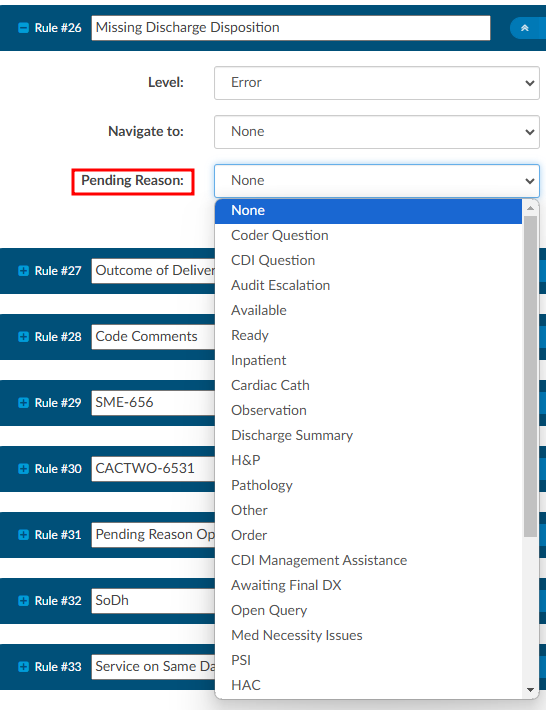 Rule #26 Missing Discharge Disposition
Level: Error
Navigate to: None
Pending Reason: None
None
Coder Question
CDI Question
Audit Escalation
Available
Ready
Inpatient
Cardiac Cath
Observation
Discharge Summary
H&P
Pathology
Other
Order
CDI Management Assistance
Awaiting Final DX
Open Query
Med Necessity Issues
PSI
HAC
Rule #27 Outcome of Deliver
Rule #28 Code Comments
Rule #29 SME-656
Rule #30 CACTWO-6531
Rule #31 Pending Reason Op
Rule #32 SoDh
Rule #33 Service on Same Da